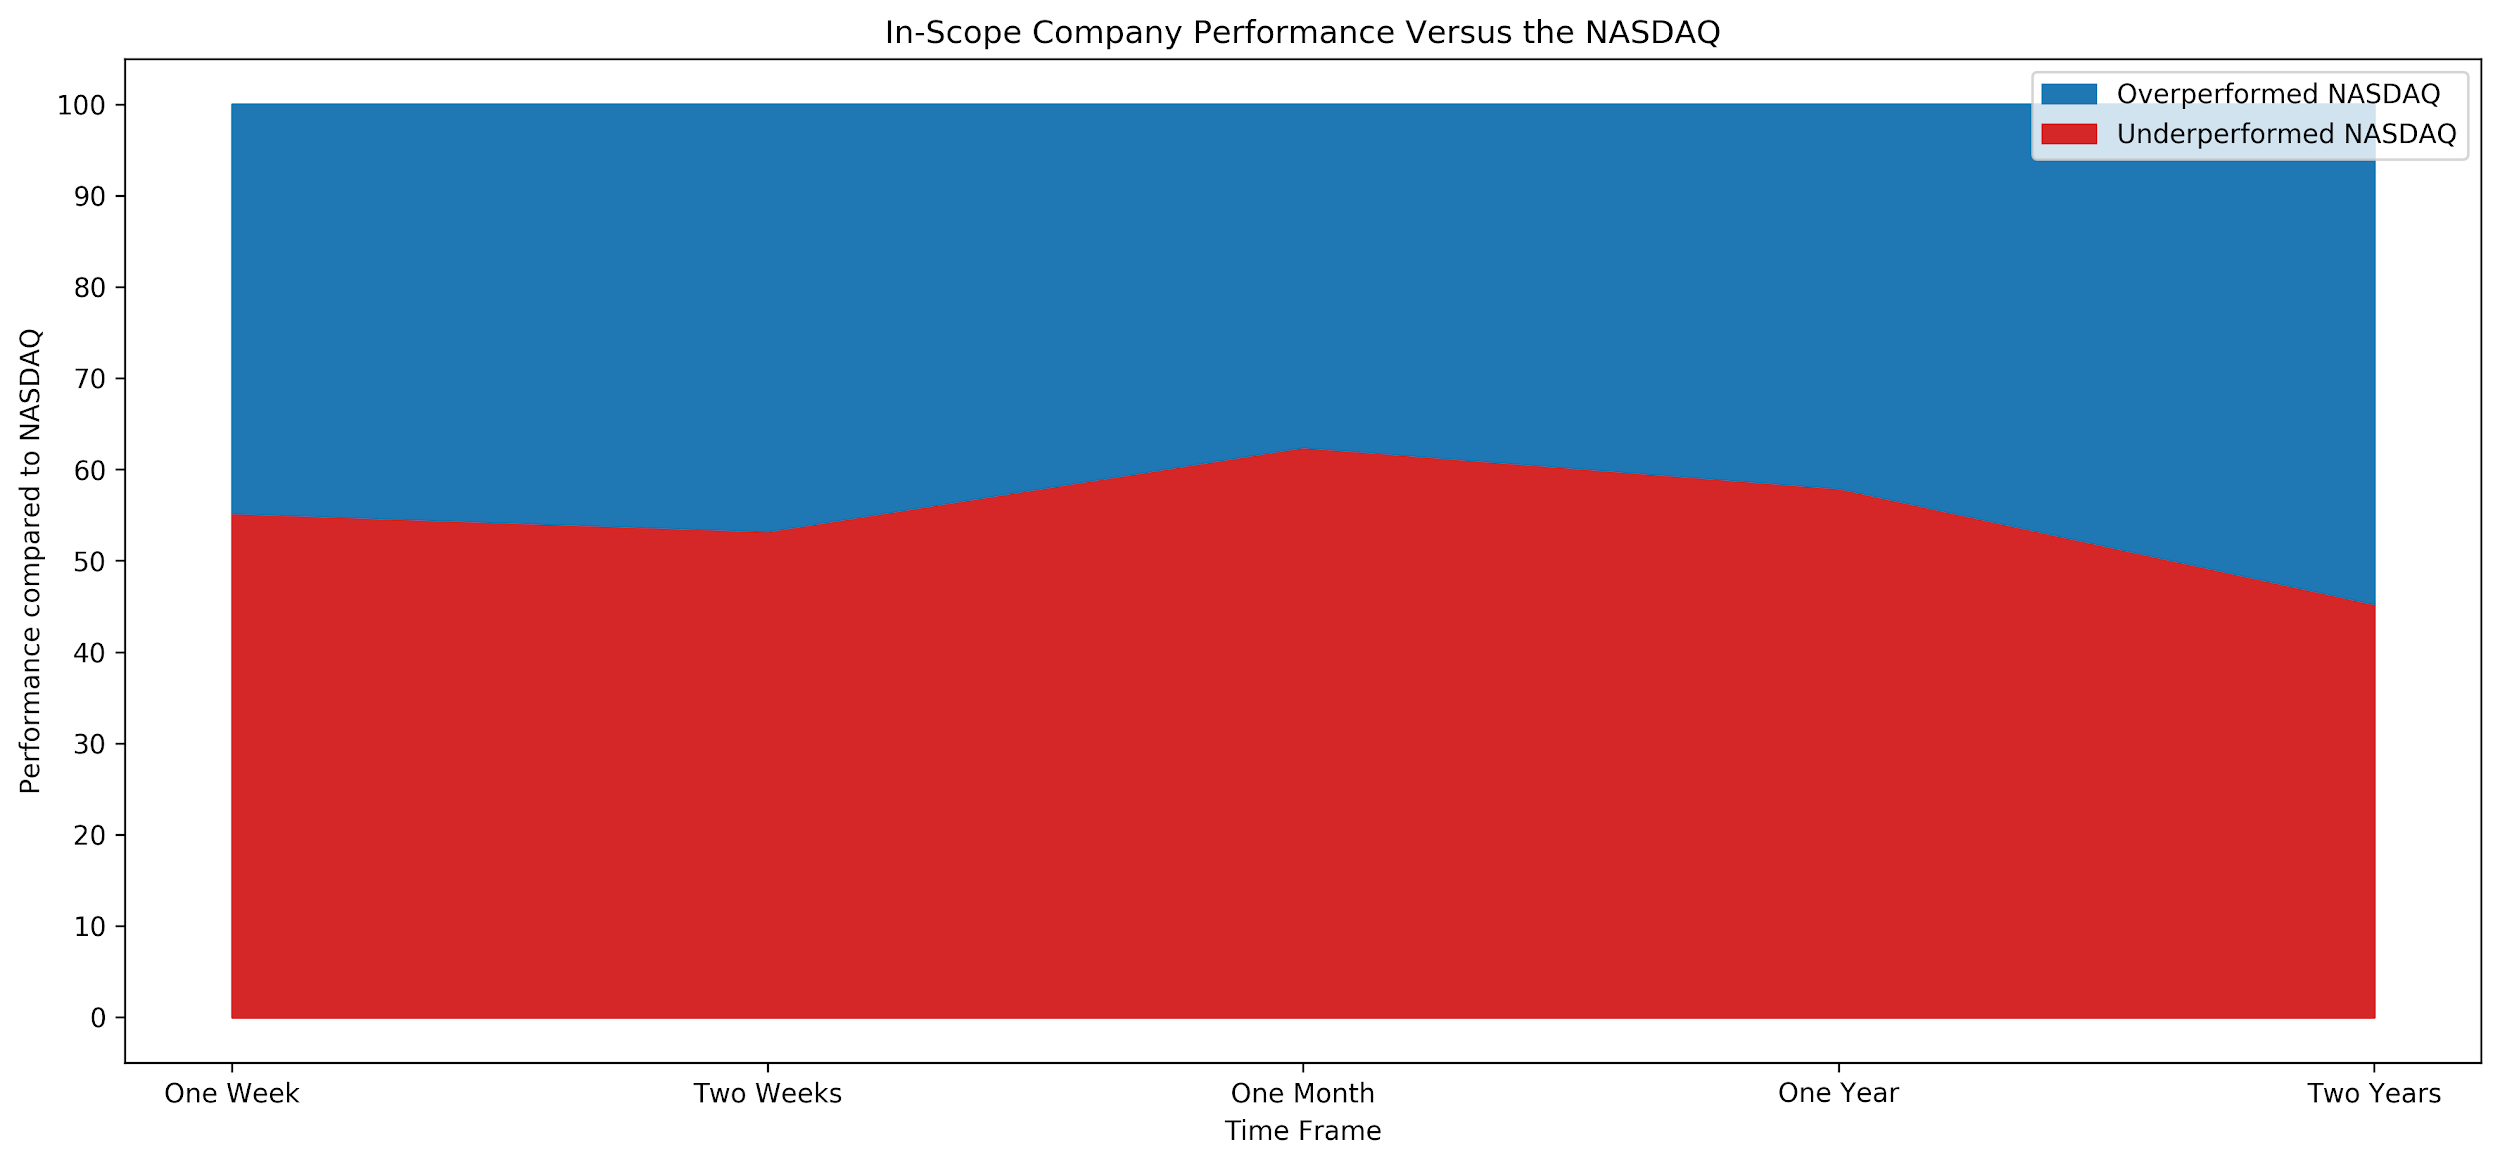 In-Scope Company Performance Versus the NASDAQ
Overperformed NASDAQ
Underperformed NASDAQ
Performance compared to NASDAQ
100
90
80
70
60
50
40
30
20
10
0
One Week Two Weeks One Month One Year Two Years
Time Frame